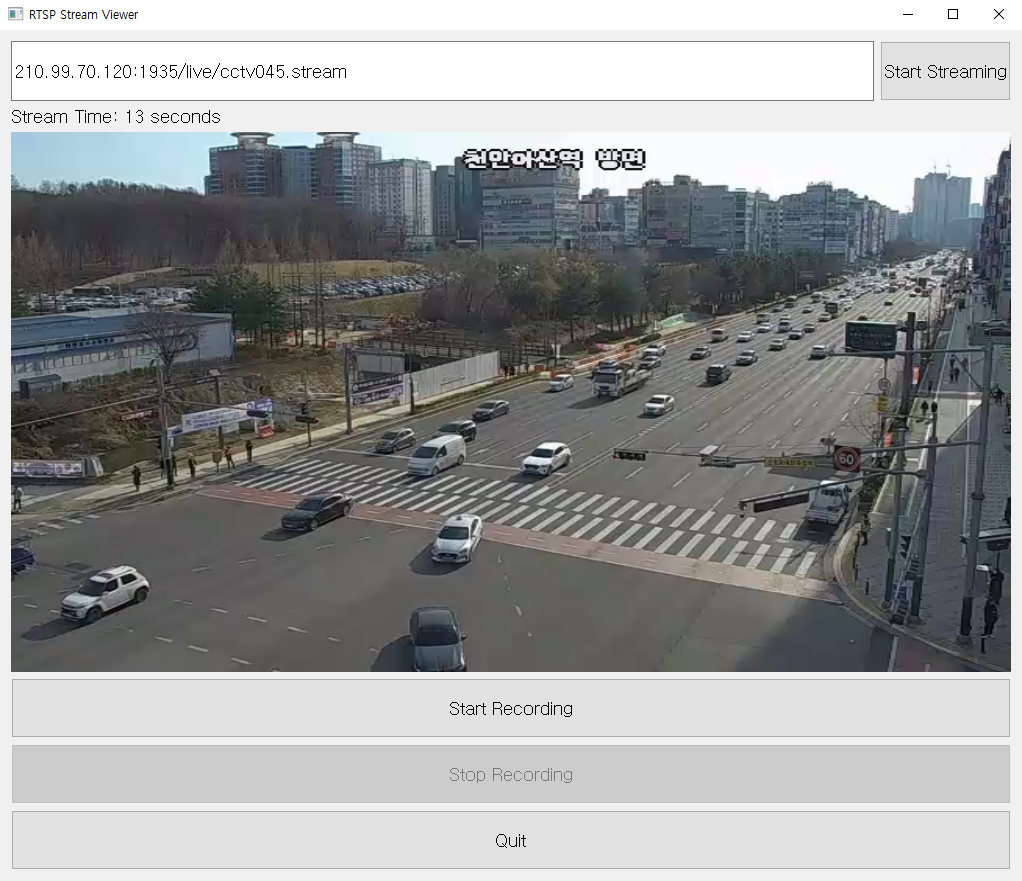 RTSP Stream Viewer
210.99.70.120:1935/live/cctv045.stream
Start Streaming
Stream Time: 13 seconds
천안아산역 방면
60
Start Recording
Stop Recording
Quit